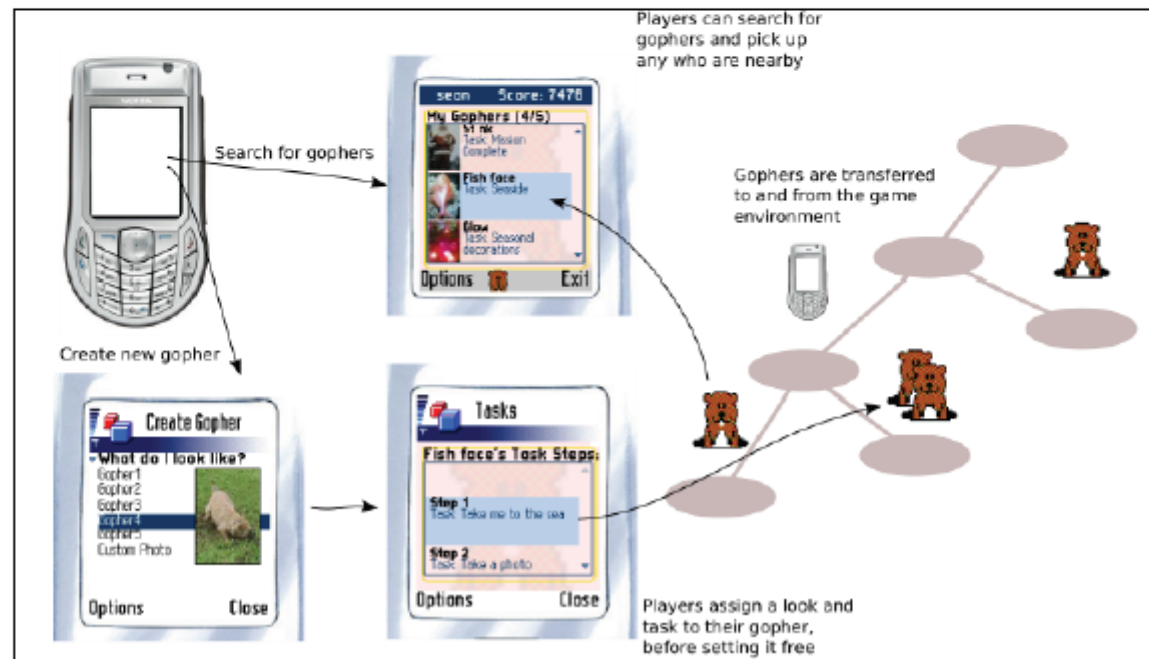 Players can search for
gophers and pick up
any who are nearby
NOKIA
Search for gophers
sean Score: 7478
My Gophers (4/5)
Task: Mission
Complete
Fish face
Task: Seaside
Glow
Task: Seasonal
decorations
Options Exit
Gophers are transferred
to and from the game
environment
Create new gopher
Create Gopher
What do I look like?
Gopher1
Gopher2
Gopher3
Gopher4
Gopher5
Custom Photo
Options Close
Tasks
Fish face's Task Steps:
Step 1
Task: Take me to the sea
Step 2
Task: Take a photo
Options Close
Players assign a look and
task to their gopher,
before setting it free